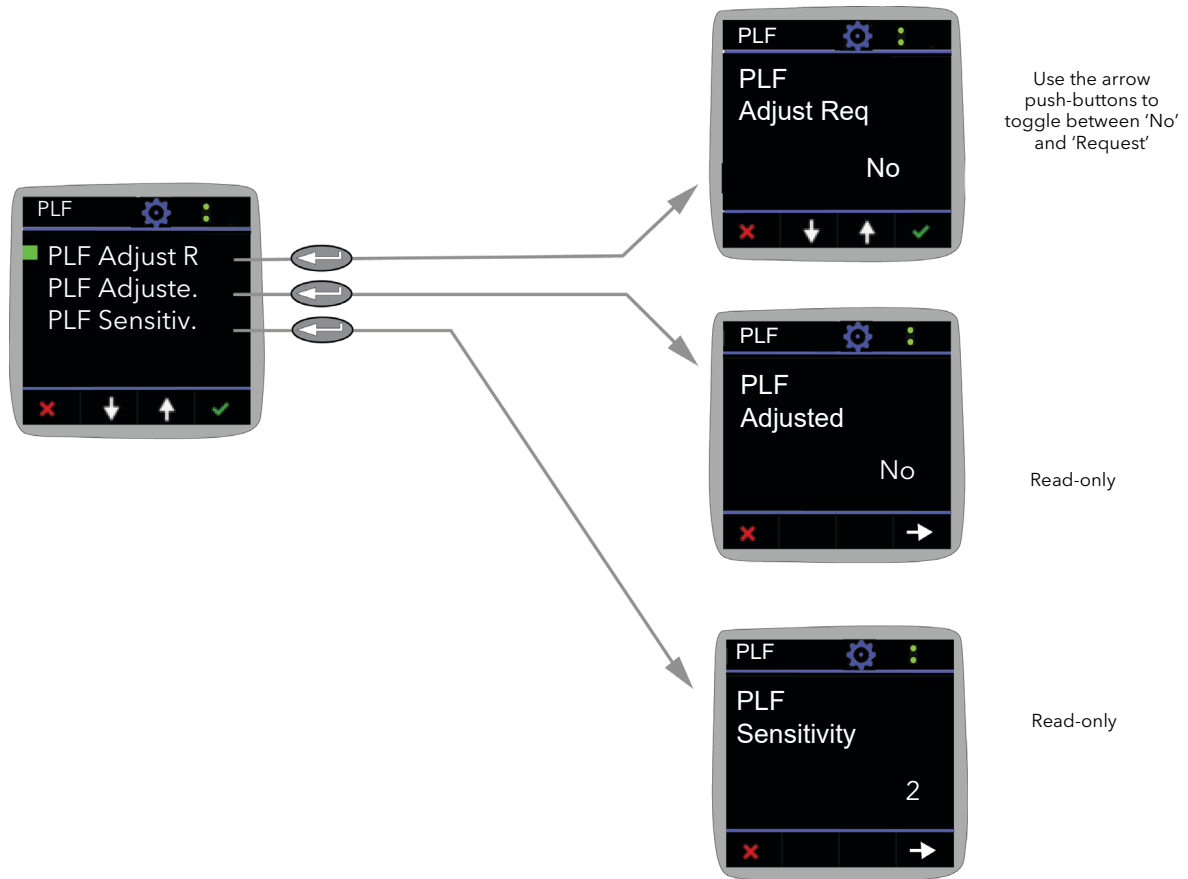 PLF
PLF Adjust R
PLF Adjuste.
PLF Sensitiv.
PLF
PLF
Adjust Req
No
Use the arrow
push-buttons to
toggle between ‘No’
and ‘Request’
PLF
PLF
Adjusted
No
Read-only
PLF
PLF
Sensitivity
2
Read-only